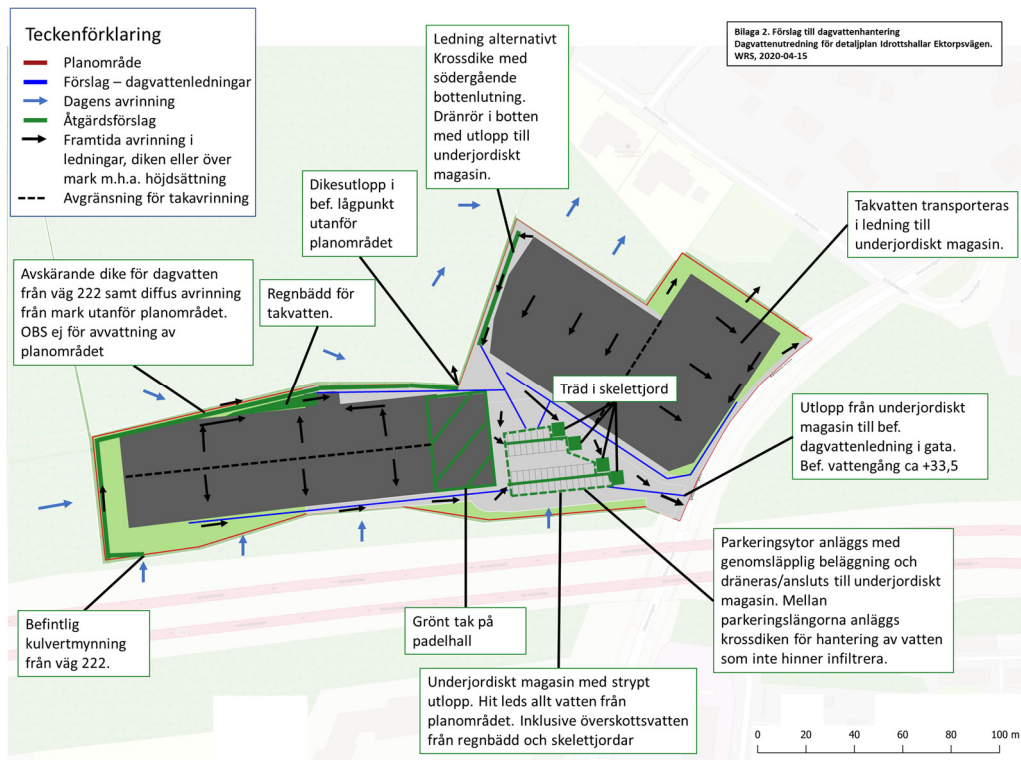 Bilaga 2. Förslag till dagvattenhantering
Dagvattenutredning för detaljplan Idrottshallar Ektorpsvägen.
WRS, 2020-04-15
Teckenförklaring
Planområde
Förslag – dagvattenledningar
Dagens avrinning
Åtgärdsförslag
Framtida avrinning i
ledningar, diken eller över
mark m.h.a. höjdsättning
Avgränsning för takavrinning
Ledning alternativt
Krossdike med
södergående
bottenlutning.
Dränrör i botten
med utlopp till
underjordiskt
magasin.
Dikesutlopp i
bef. lågpunkt
utanför
planområdet
Takvatten transporteras
i ledning till
underjordiskt magasin.
Avskärande dike för dagvatten
från väg 222 samt diffus avrinning
från mark utanför planområdet.
OBS ej för avvattning av
planområdet
Regnbädd för
takvatten.
Träd i skelettjord
Utlopp från underjordiskt
magasin till bef.
dagvattenledning i gata.
Bef. vattengång ca +33,5
Parkeringsytor anläggs med
genomsläpplig beläggning och
dräneras/ansluts till underjordiskt
magasin. Mellan
parkeringslängorna anläggs
krossdiken för hantering av vatten
som inte hinner infiltrera.
Befintlig
kulvertmynning
från väg 222.
Grönt tak på
padelhall
Underjordiskt magasin med strypt
utlopp. Hit leds allt vatten från
planområdet. Inklusive överskottsvatten
från regnbädd och skelettjordar
0 20 40 60 80 100 m